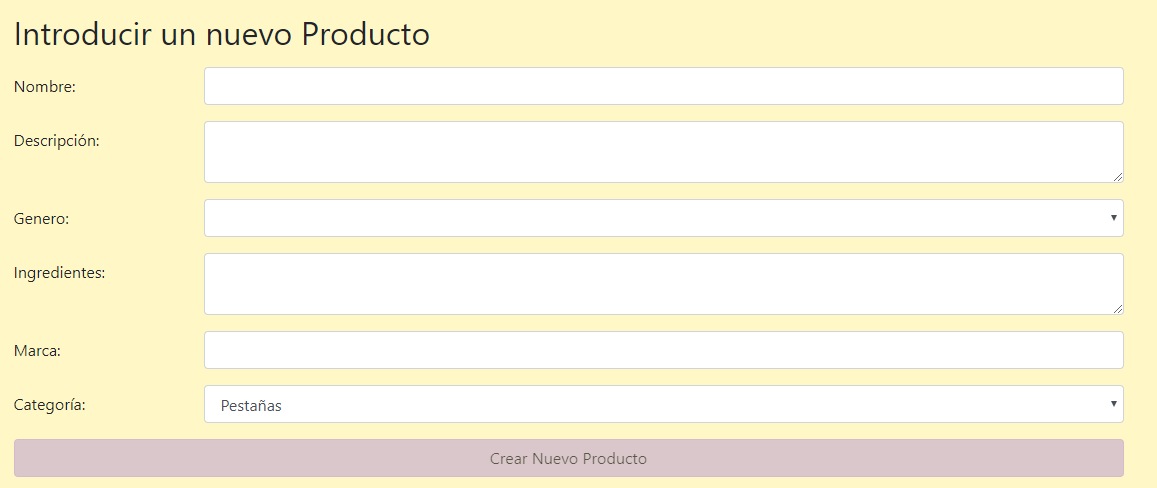 Introducir un nuevo Producto
Nombre:
Descripción:
Genero:
Ingredientes:
Marca:
Categoría:
Pestañas
Crear Nuevo Producto